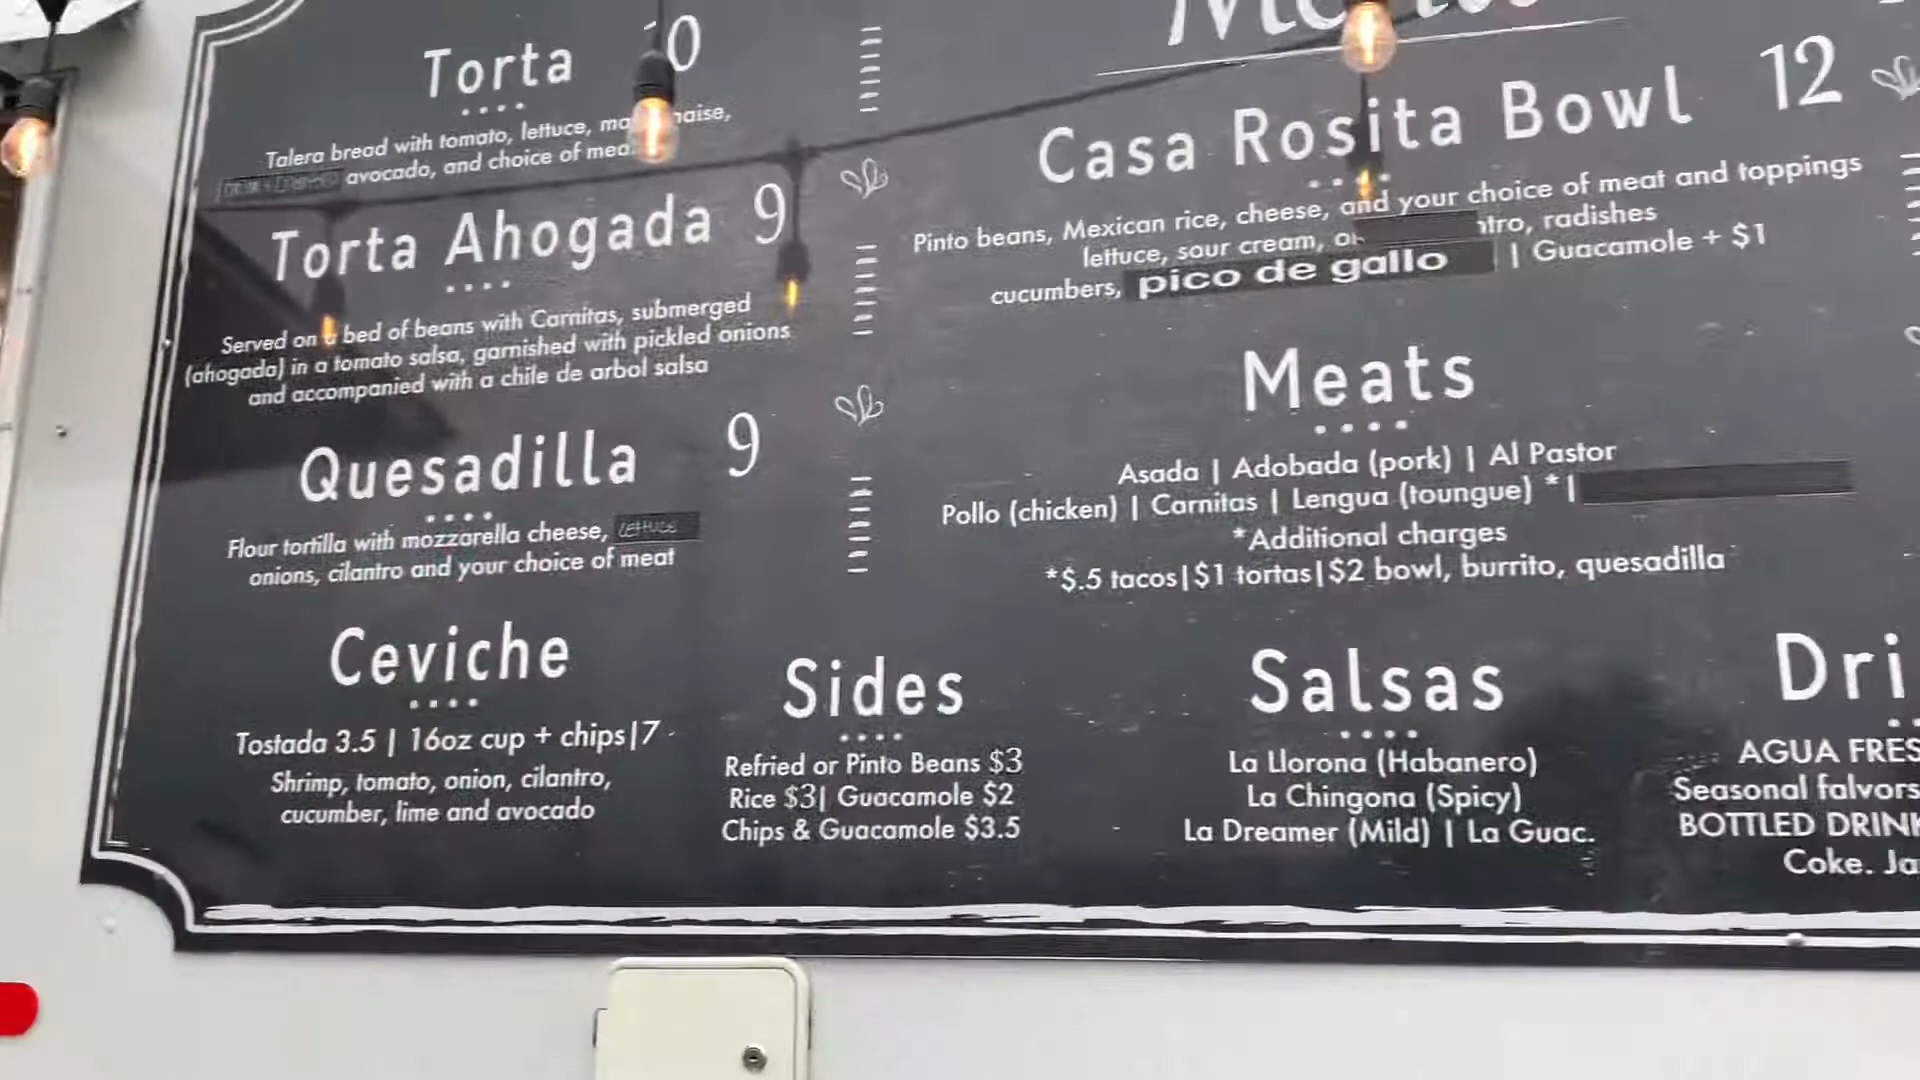 Torta
Talera bread with tomato, lettuce,
avocado, and choice of
Torta Ahogada 9
Served on a bed of beans with Carnitas, submerged
(ahogada) in a tomato salsa, garnished with pickled onions
and accompanied with a chile de arbol salsa
Quesadilla 9
Flour tortilla with mozzarella cheese, Lettuce
onions, cilantro and your choice of meat
Ceviche
Tostada 3.5 | 16oz cup + chips|7
Shrimp, tomato, onion, cilantro,
cucumber, lime and avocado
Sides
Refried or Pinto Beans $3
Rice $3| Guacamole $2
Chips & Guacamole $3.5
Casa Rosita Bowl 12
Pinto beans, Mexican rice, cheese, and your choice of meat and toppings
lettuce, sour cream, radishes
cucumbers, pico de gallo | Guacamole + $1
Meats
Asada | Adobada (pork) | Al Pastor
Pollo (chicken) | Carnitas | Lengua (toungue) * |
*Additional charges
*$.5 tacos|$1 tortas|$2 bowl, burrito, quesadilla
Salsas
La Llorona (Habanero)
La Chingona (Spicy)
La Dreamer (Mild) | La Guac.
Dri
AGUA FRES
Seasonal falvors
BOTTLED DRINK
Coke. Ja